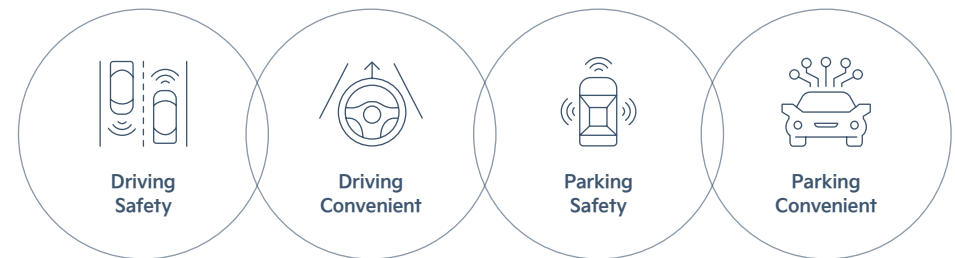 Driving
Safety
Driving
Convenient
Parking
Safety
Parking
Convenient